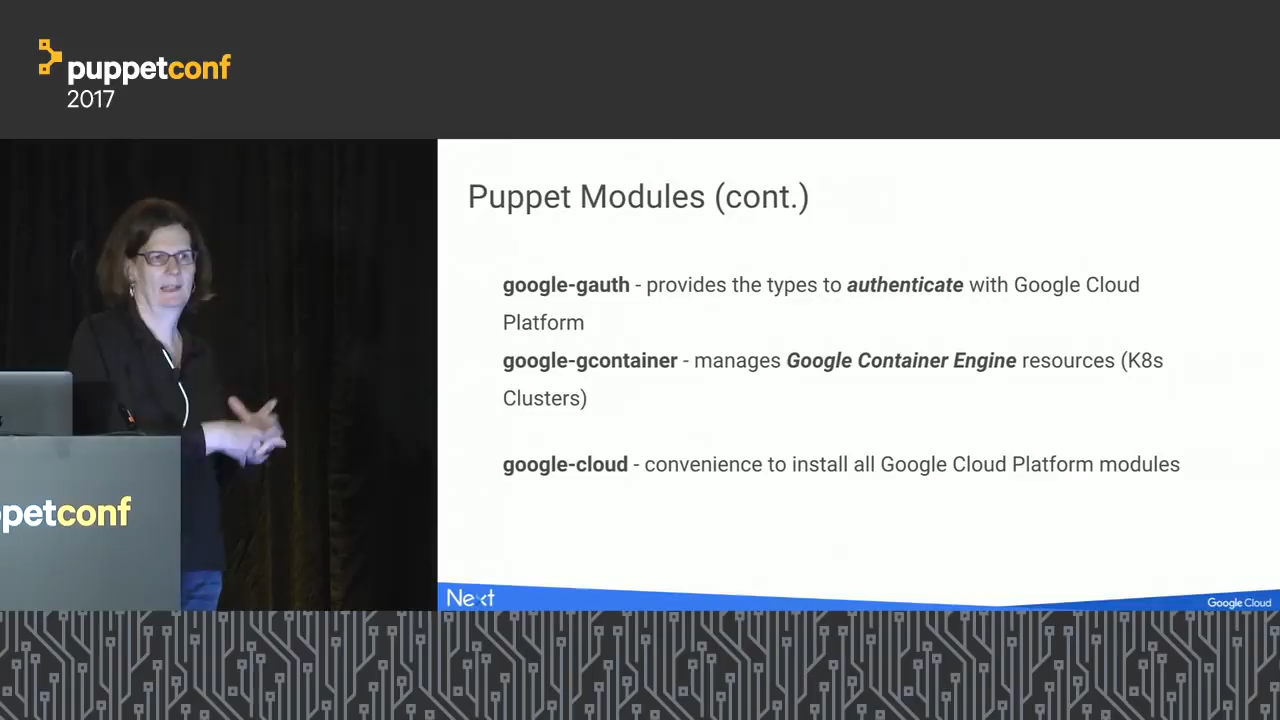 puppetconf
2017
Puppet Modules (cont.)
google-gauth - provides the types to authenticate with Google Cloud
Platform
google-gcontainer - manages Google Container Engine resources (K8s
Clusters)
google-cloud - convenience to install all Google Cloud Platform modules
petconf
Next
Google Cloud